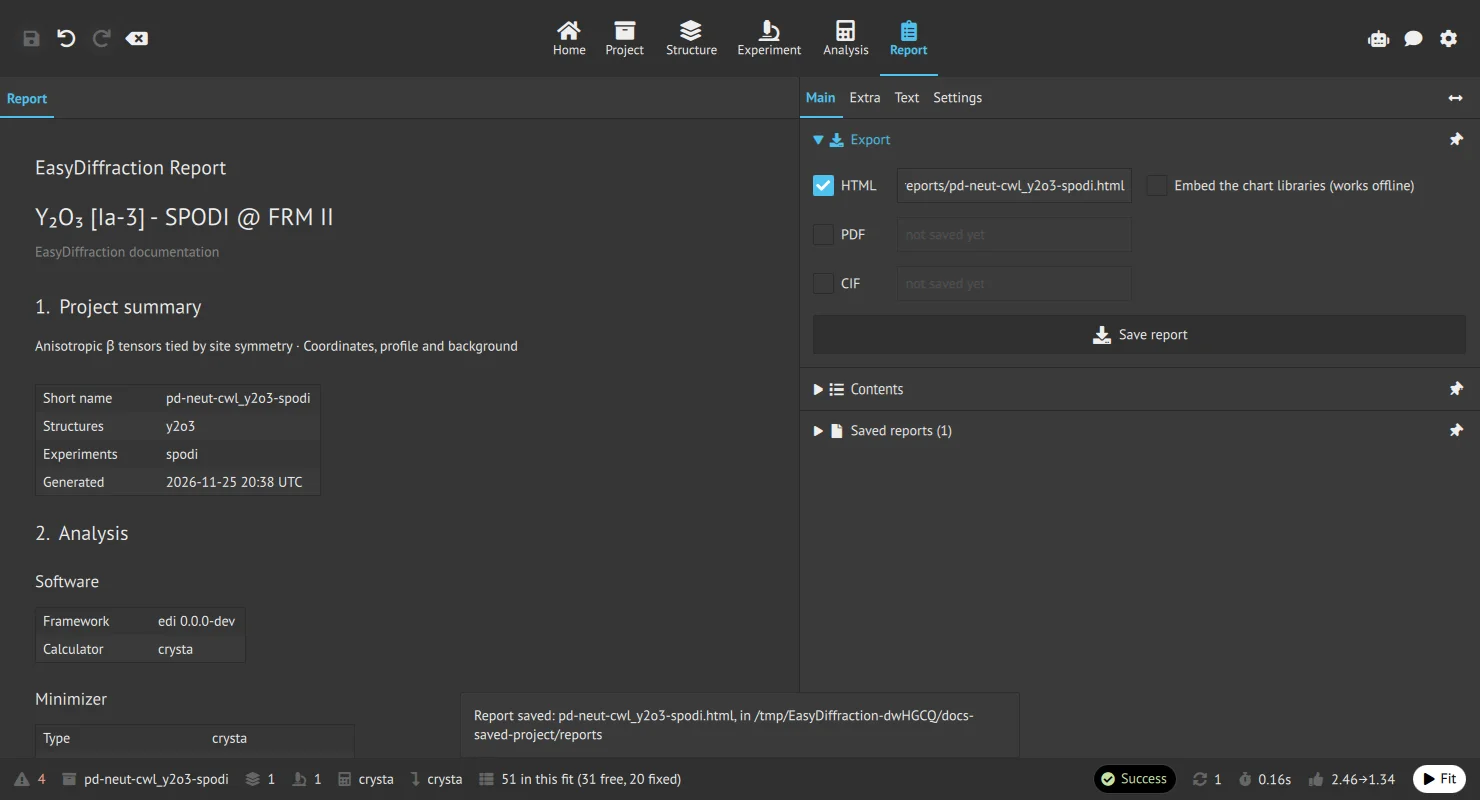 Home
Project
Structure
Experiment
Analysis
Report
Report
Main
Extra
Text
Settings
EasyDiffraction Report
Y₂O₃ [Ia-3] - SPODI @ FRM II
EasyDiffraction documentation
1. Project summary
Anisotropic β tensors tied by site symmetry · Coordinates, profile and background
Short name pd-neut-cwl_y2o3-spodi
Structures y2o3
Experiments spodi
Generated 2026-11-25 20:38 UTC
2. Analysis
Software
Framework edi 0.0.0-dev
Calculator crysta
Minimizer
Type crysta
Export
HTML reports/pd-neut-cwl_y2o3-spodi.html Embed the chart libraries (works offline)
PDF not saved yet
CIF not saved yet
Save report
Contents
Saved reports (1)
Report saved: pd-neut-cwl_y2o3-spodi.html, in /tmp/EasyDiffraction-dwHGCQ/docs-
saved-project/reports
4 pd-neut-cwl_y2o3-spodi 1 1 crysta crysta 51 in this fit (31 free, 20 fixed) Success 1 0.16s 2.46→1.34 Fit